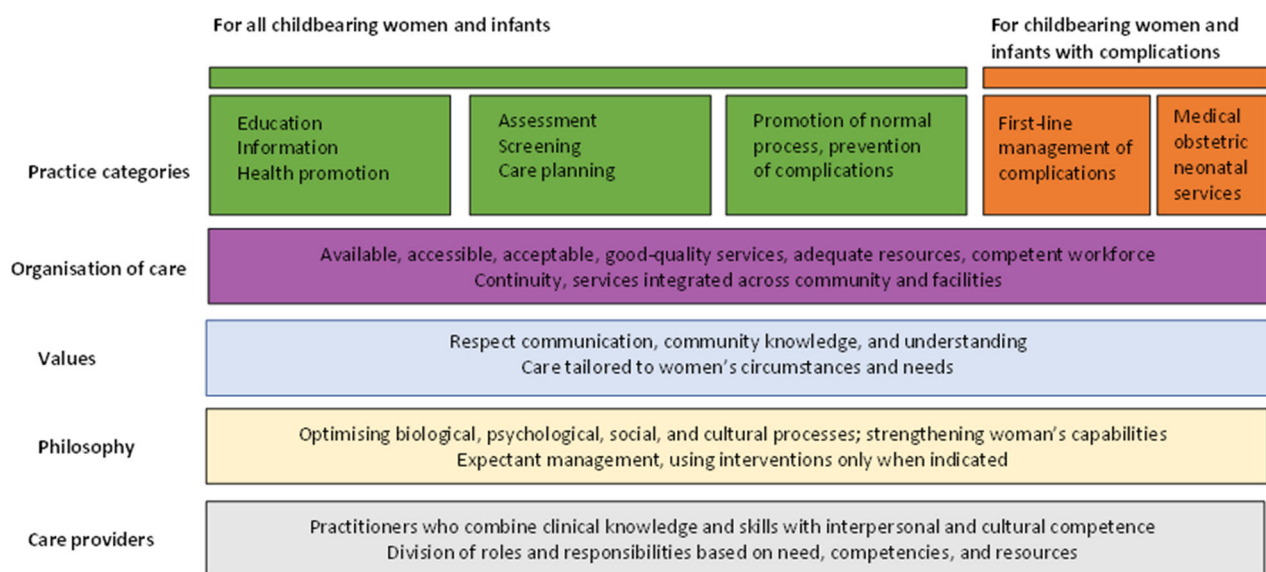 For all childbearing women and infants
For childbearing women and
infants with complications
Practice categories
Education
Information
Health promotion
Assessment
Screening
Care planning
Promotion of normal
process, prevention
of complications
First-line
management of
complications
Medical
obstetric
neonatal
services
Organisation of care
Available, accessible, acceptable, good-quality services, adequate resources, competent workforce
Continuity, services integrated across community and facilities
Values
Respect communication, community knowledge, and understanding
Care tailored to women's circumstances and needs
Philosophy
Optimising biological, psychological, social, and cultural processes; strengthening woman's capabilities
Expectant management, using interventions only when indicated
Care providers
Practitioners who combine clinical knowledge and skills with interpersonal and cultural competence
Division of roles and responsibilities based on need, competencies, and resources